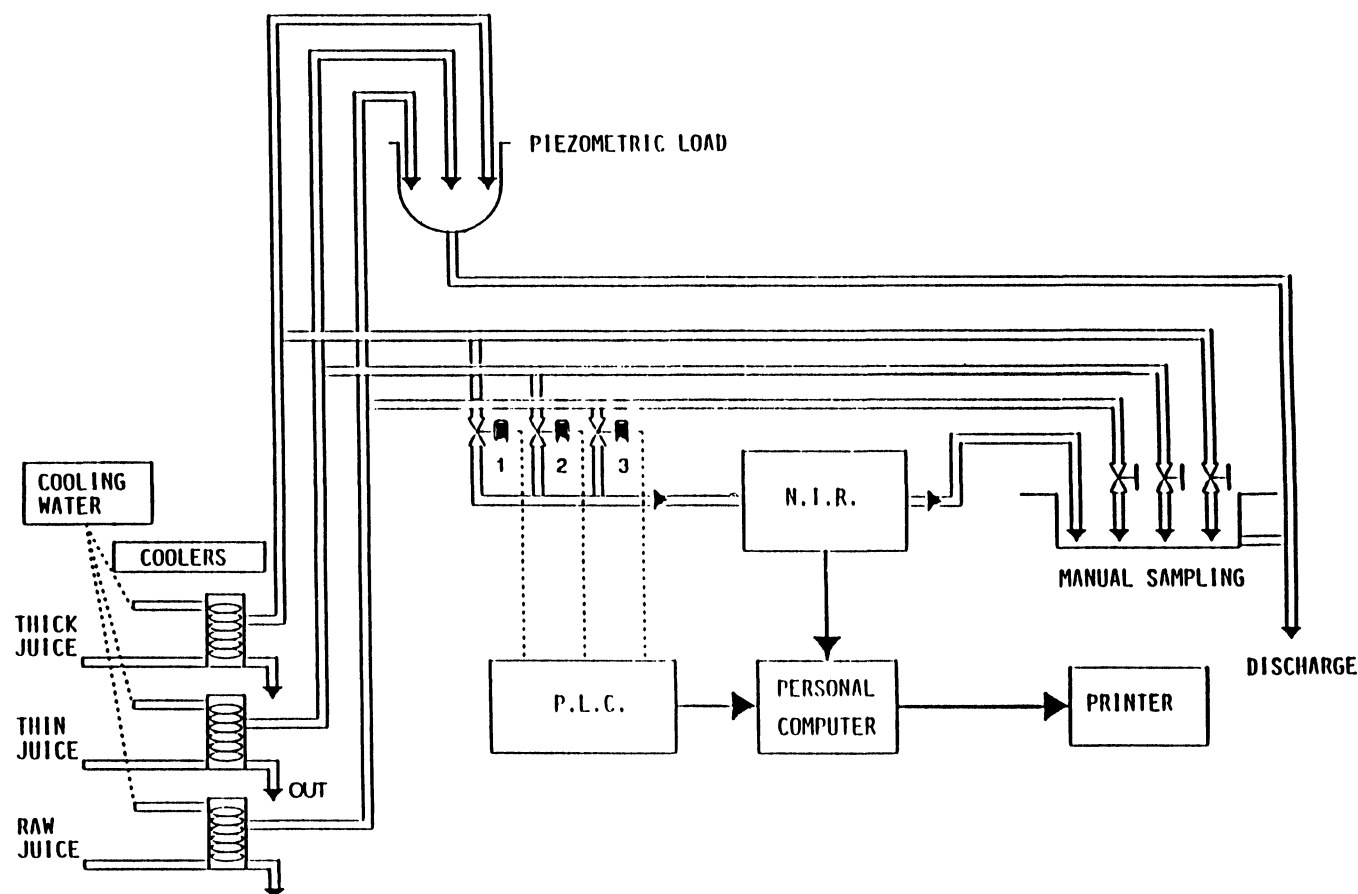 PIEZOMETRIC LOAD
1
2
3
COOLING
WATER
COOLERS
N.I.R.
MANUAL SAMPLING
THICK
JUICE
DISCHARGE
P.L.C.
PERSONAL
COMPUTER
PRINTER
THIN
JUICE
OUT
RAW
JUICE